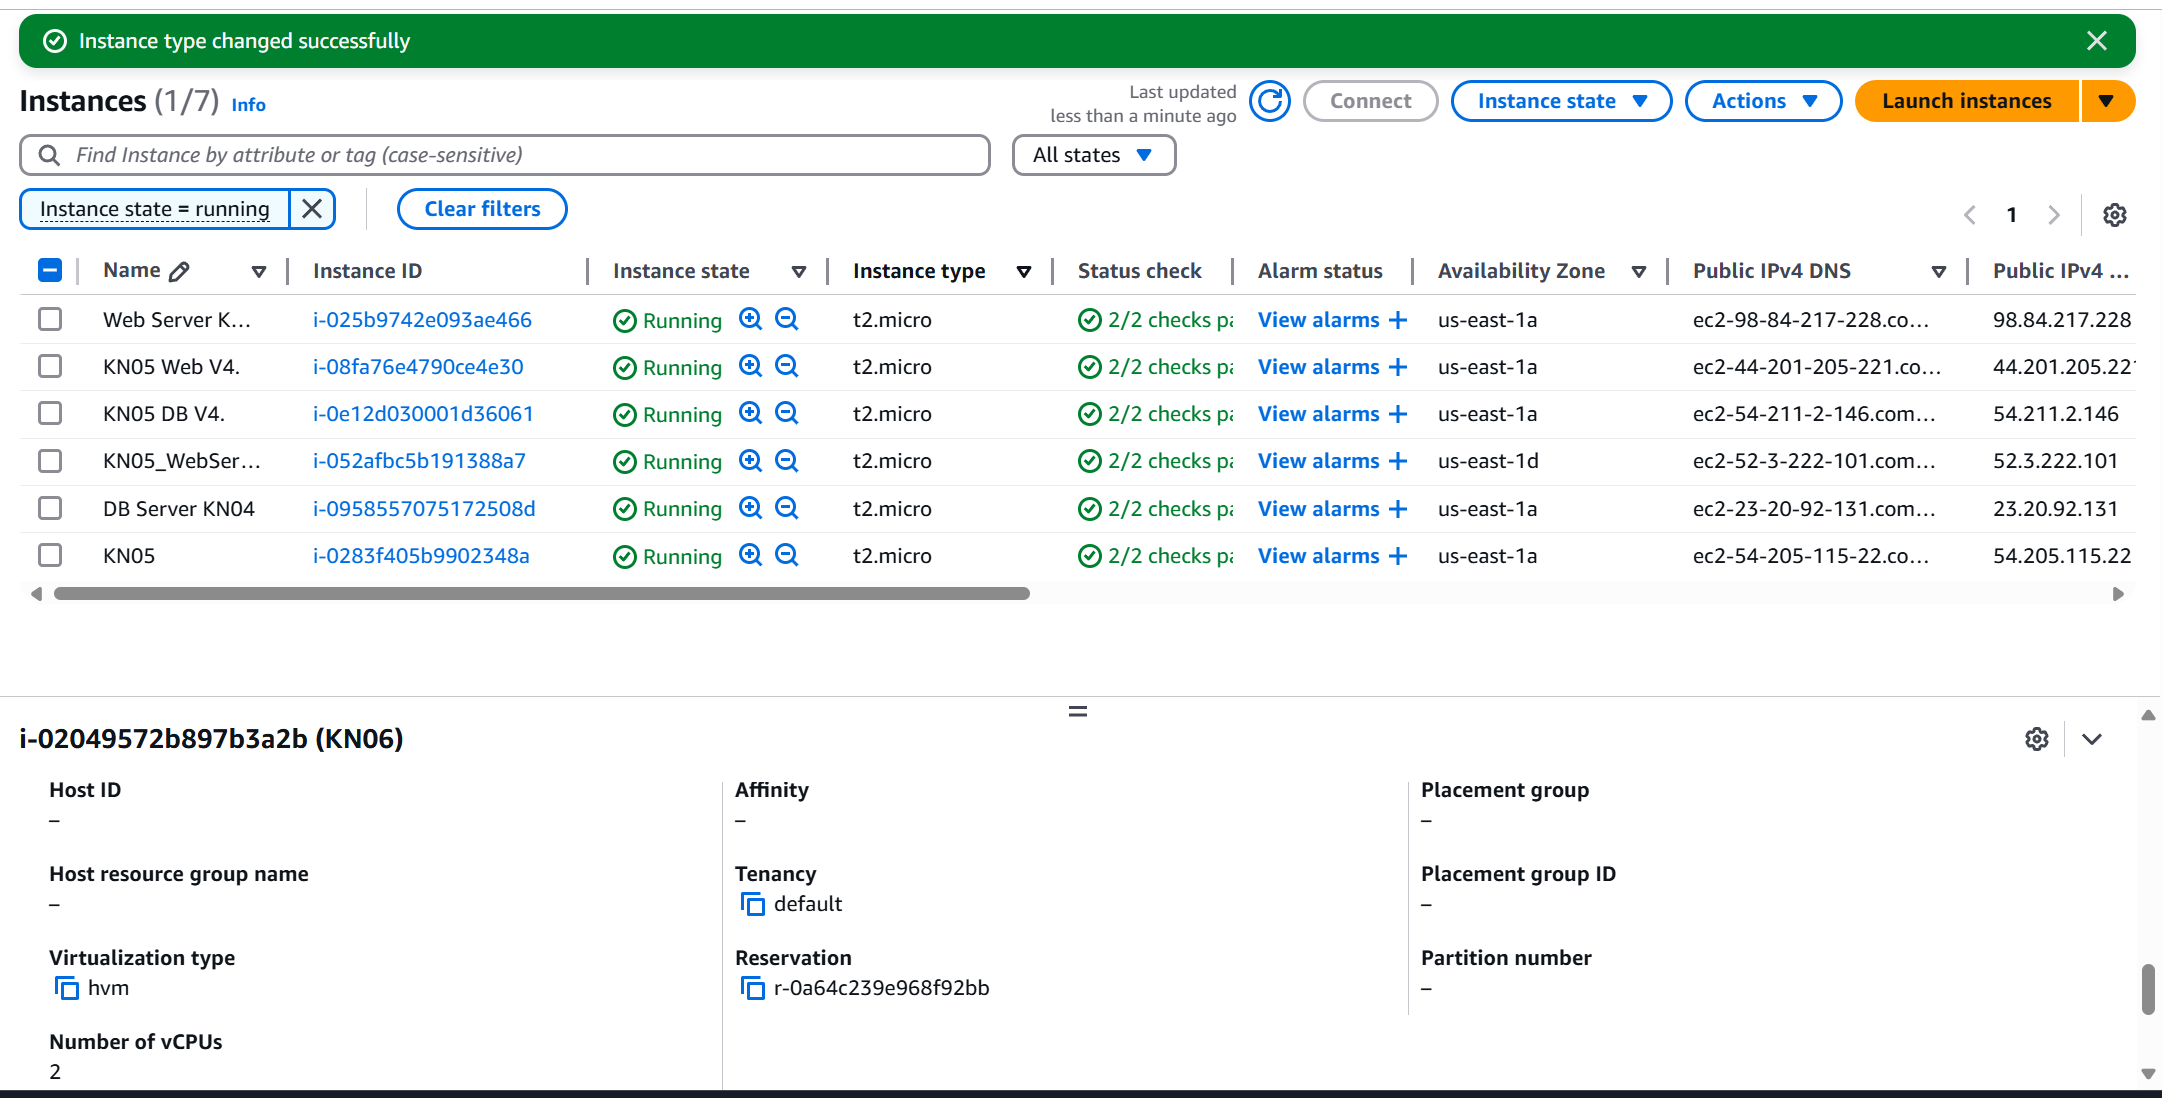 Instance type changed successfully
Instances (1/7) Info
Last updated
less than a minute ago
Connect
Instance state
Actions
Launch instances
Find Instance by attribute or tag (case-sensitive)
All states
Instance state = running
Clear filters
1
Name Instance ID Instance state Instance type Status check Alarm status Availability Zone Public IPv4 DNS Public IPv4 ...
Web Server K... i-025b9742e093ae466 Running t2.micro 2/2 checks pa View alarms + us-east-1a ec2-98-84-217-228.co... 98.84.217.228
KN05 Web V4. i-08fa76e4790ce4e30 Running t2.micro 2/2 checks pa View alarms + us-east-1a ec2-44-201-205-221.co... 44.201.205.221
KN05 DB V4. i-0e12d030001d36061 Running t2.micro 2/2 checks pa View alarms + us-east-1a ec2-54-211-2-146.com... 54.211.2.146
KN05_WebSer... i-052afbc5b191388a7 Running t2.micro 2/2 checks pa View alarms + us-east-1d ec2-52-3-222-101.com... 52.3.222.101
DB Server KN04 i-0958557075172508d Running t2.micro 2/2 checks pa View alarms + us-east-1a ec2-23-20-92-131.com... 23.20.92.131
KN05 i-0283f405b9902348a Running t2.micro 2/2 checks pa View alarms + us-east-1a ec2-54-205-115-22.co... 54.205.115.22
i-02049572b897b3a2b (KN06)
Host ID
–
Affinity
–
Placement group
–
Host resource group name
–
Tenancy
default
Placement group ID
–
Virtualization type
hvm
Reservation
r-0a64c239e968f92bb
Partition number
–
Number of vCPUs
2